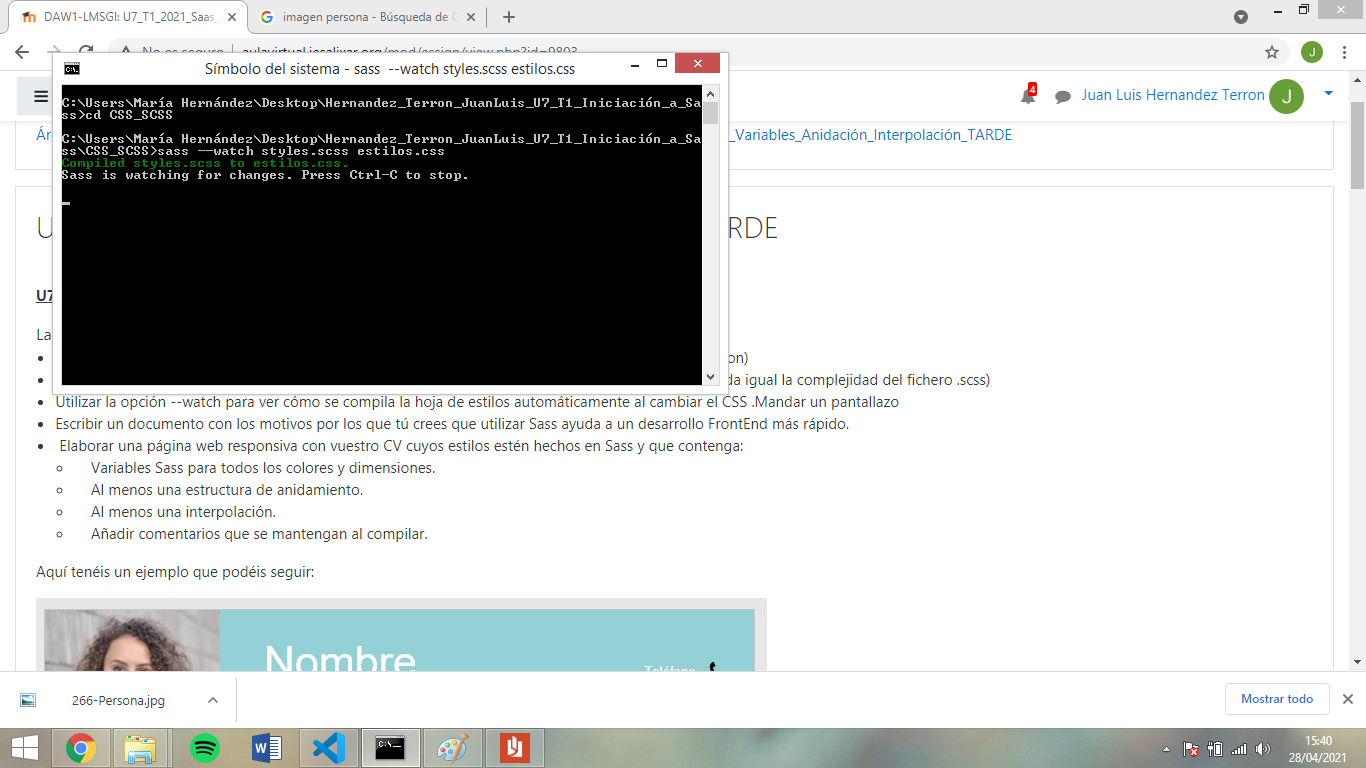 DAW1-LMSGI: U7_T1_2021_Saas_
imagen persona - Búsqueda de G
No es seguro
aulavirtual.iesalixar.org/mod/assign/view.php?id=9803
J
Símbolo del sistema - sass --watch styles.scss estilos.css
C:\Users\María Hernández\Desktop\Hernandez_Terron_JuanLuis_U7_T1_Iniciación_a_Sa
ss>cd CSS_SCSS
C:\Users\María Hernández\Desktop\Hernandez_Terron_JuanLuis_U7_T1_Iniciación_a_Sa
ss\CSS_SCSS>sass --watch styles.scss estilos.css
Compiled styles.scss to estilos.css.
Sass is watching for changes. Press Ctrl-C to stop.
4
Juan Luis Hernandez Terron
J
Ár
_Variables_Anidación_Interpolación_TARDE
U
RDE
U7
La
on)
da igual la complejidad del fichero .scss)
Utilizar la opción --watch para ver cómo se compila la hoja de estilos automáticamente al cambiar el CSS .Mandar un pantallazo
Escribir un documento con los motivos por los que tú crees que utilizar Sass ayuda a un desarrollo FrontEnd más rápido.
Elaborar una página web responsiva con vuestro CV cuyos estilos estén hechos en Sass y que contenga:
Variables Sass para todos los colores y dimensiones.
Al menos una estructura de anidamiento.
Al menos una interpolación.
Añadir comentarios que se mantengan al compilar.
Aquí tenéis un ejemplo que podéis seguir:
Nombre
Teléfono
266-Persona.jpg
Mostrar todo
15:40
28/04/2021